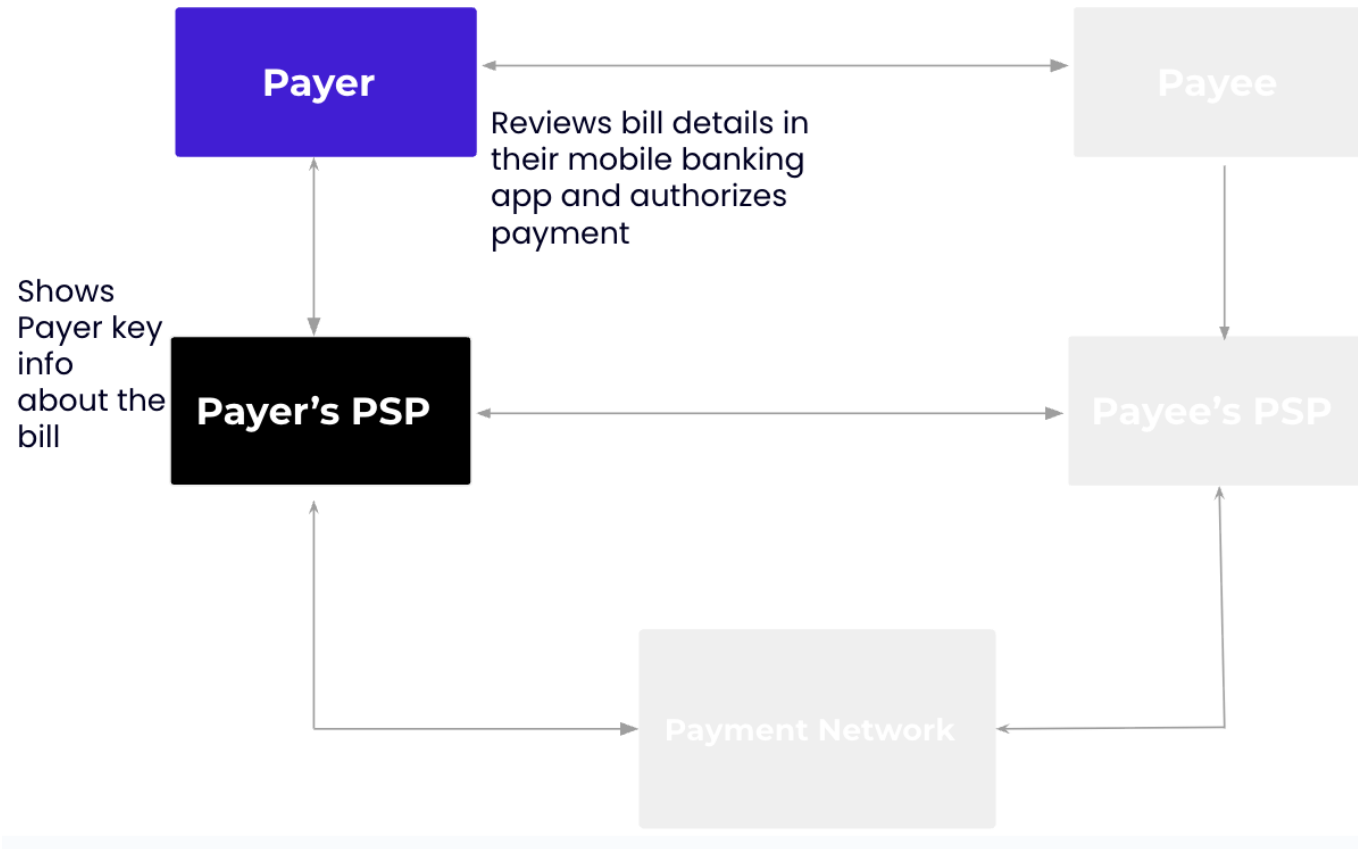 Payer
Payee
Reviews bill details in
their mobile banking
app and authorizes
payment
Shows
Payer key
info
about the
bill
Payer’s PSP
Payee’s PSP
Payment Network